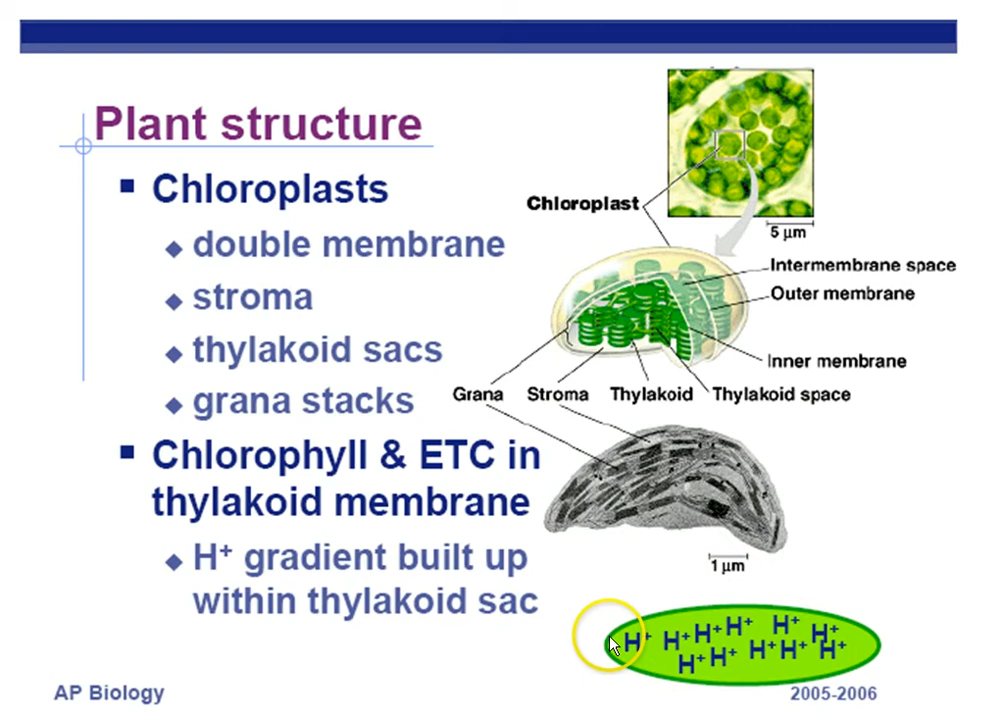 Plant structure
Chloroplasts
double membrane
stroma
thylakoid sacs
grana stacks
Chlorophyll & ETC in
thylakoid membrane
H⁺ gradient built up
within thylakoid sac
Chloroplast
5 µm
Intermembrane space
Outer membrane
Inner membrane
Grana Stroma Thylakoid Thylakoid space
1 µm
H⁺ H⁺ H⁺ H⁺ H⁺ H⁺
H⁺ H⁺ H⁺ H⁺ H⁺
AP Biology
2005-2006